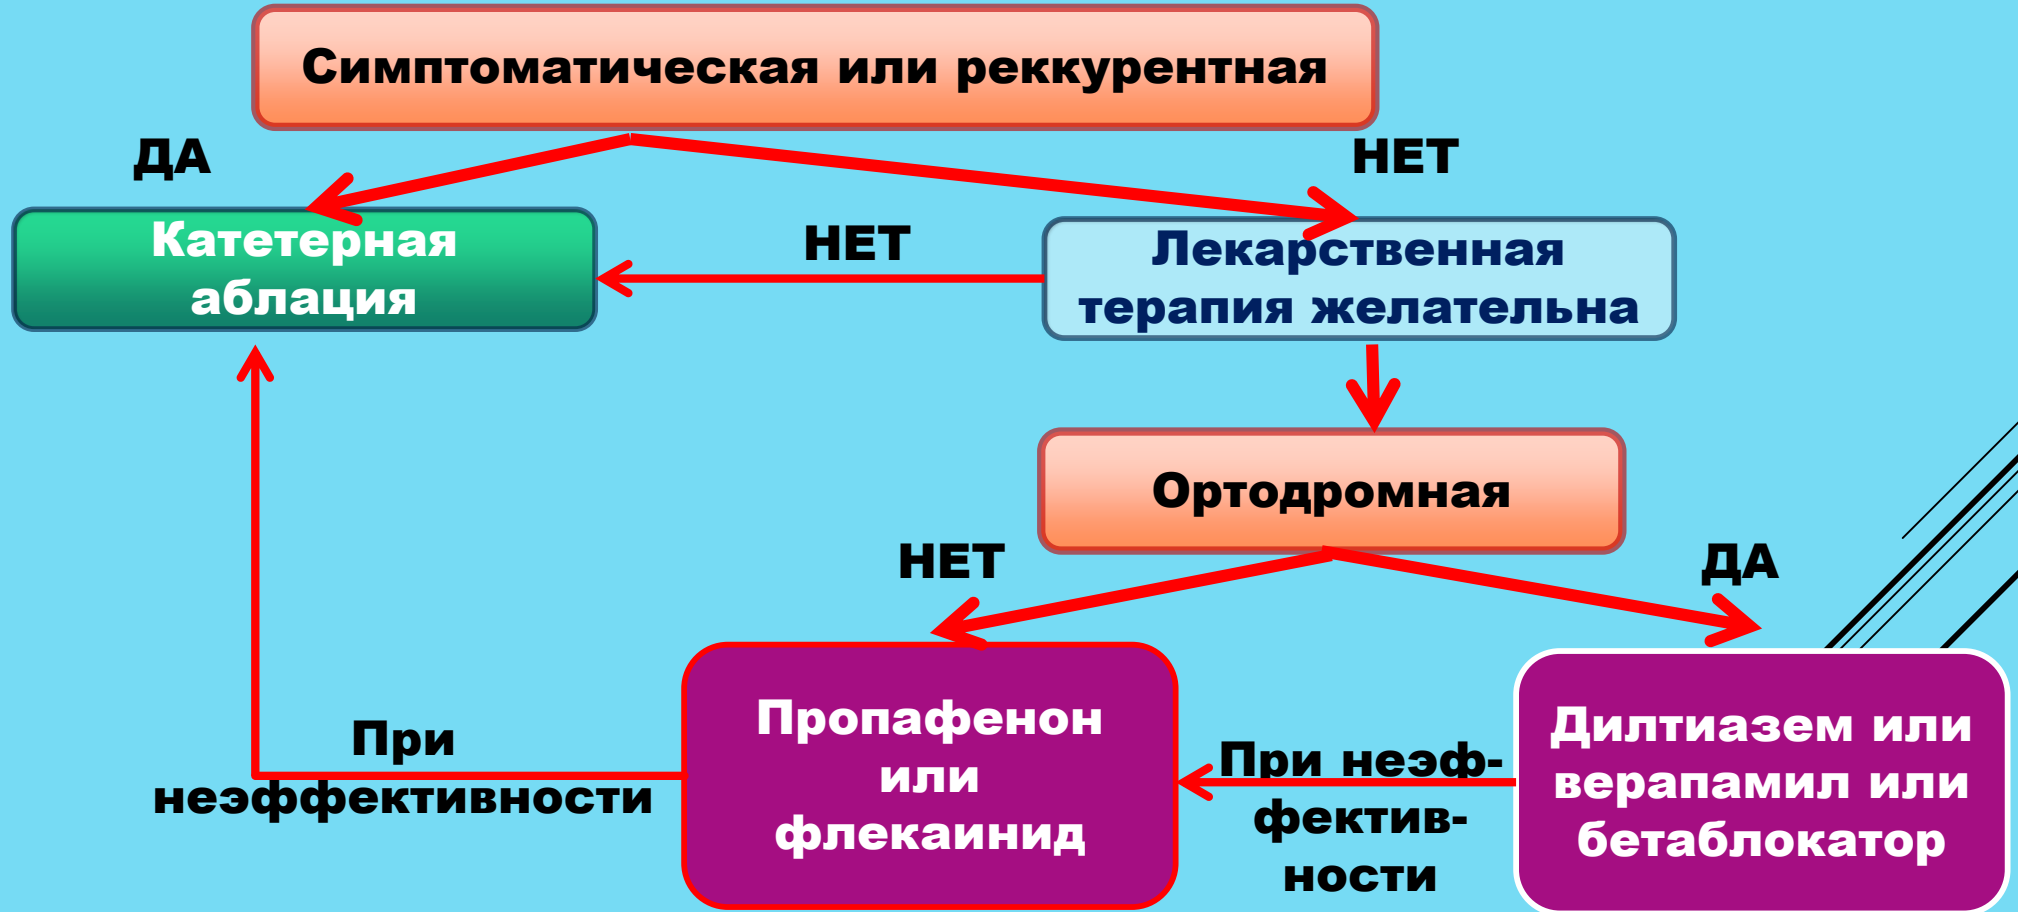 Симптоматическая или реккурентная
ДА
НЕТ
Катетерная
аблация
НЕТ
Лекарственная
терапия желательна
Ортодромная
НЕТ
ДА
При
неэффективности
Пропафенон
или
флекаинид
При неэф-
фектив-
ности
Дилтиазем или
верапамил или
бетаблокатор